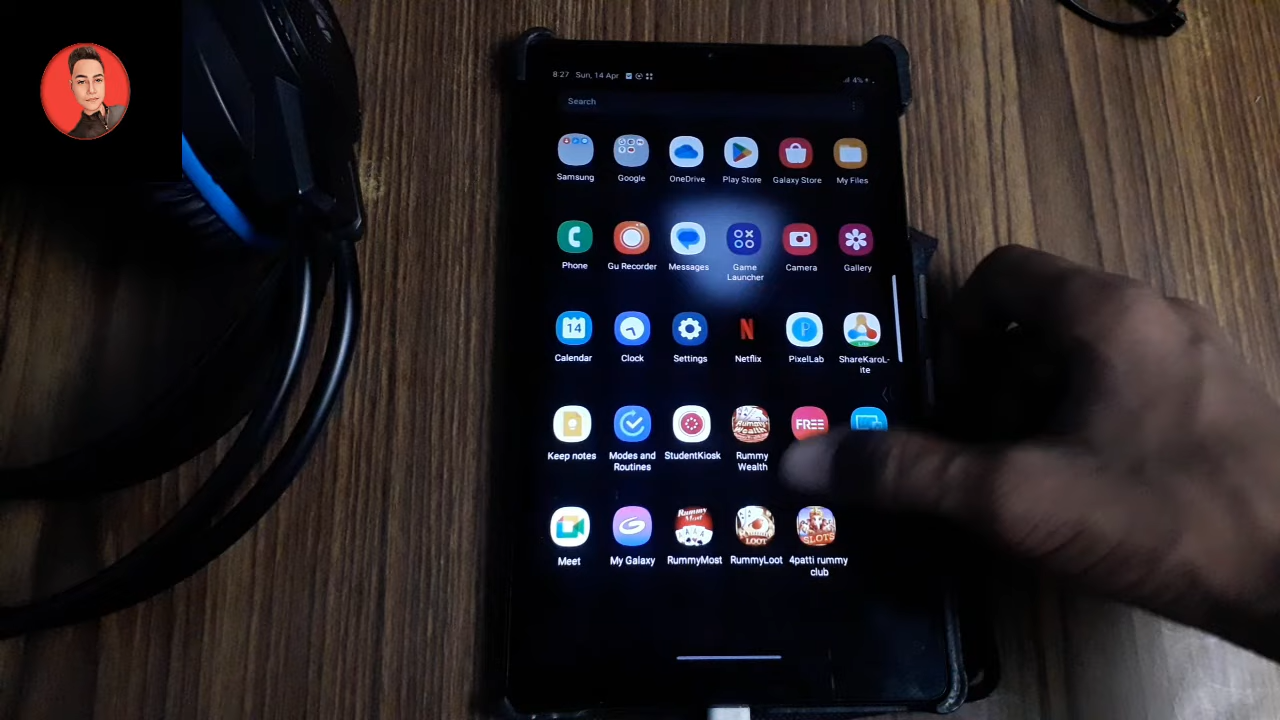 8:27 Sun, 14 Apr
4%
Search
Samsung Google OneDrive Play Store Galaxy Store My Files
Phone Gu Recorder Messages Game Launcher Camera Gallery
14
Calendar Clock Settings Netflix PixelLab ShareKaroL-
ite
FREE
Keep notes Modes and Routines StudentKiosk Rummy Wealth
Meet My Galaxy RummyMost RummyLoot 4patti rummy club